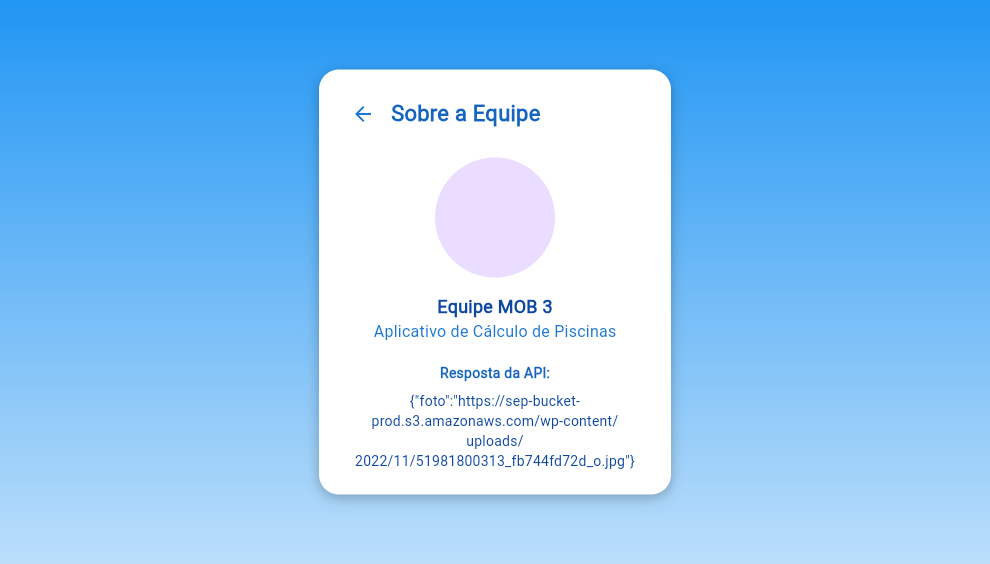 Sobre a Equipe
Equipe MOB 3
Aplicativo de Cálculo de Piscinas
Resposta da API:
{"foto":"https://sep-bucket-
prod.s3.amazonaws.com/wp-content/
uploads/
2022/11/51981800313_fb744fd72d_o.jpg"}